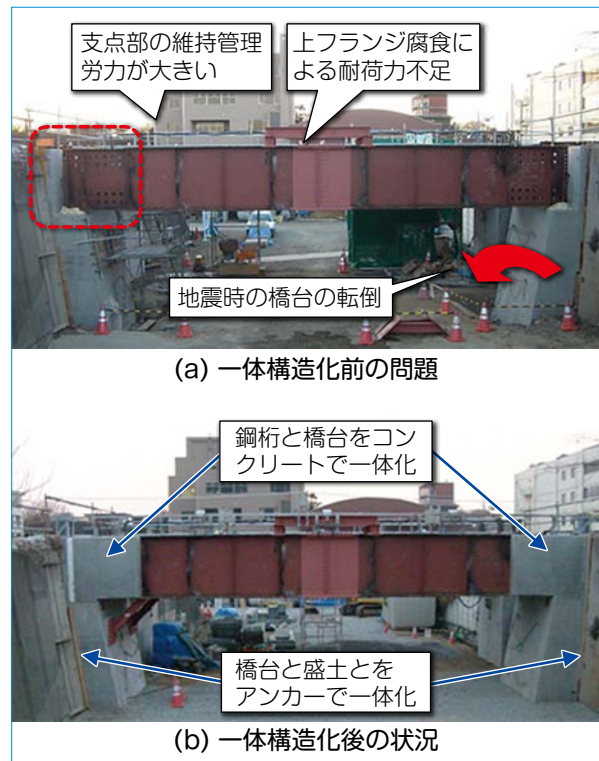 支点部の維持管理
労力が大きい
上フランジ腐食に
よる耐荷力不足
地震時の橋台の転倒
(a) 一体構造化前の問題
鋼桁と橋台をコン
クリートで一体化
橋台と盛土とを
アンカーで一体化
(b) 一体構造化後の状況